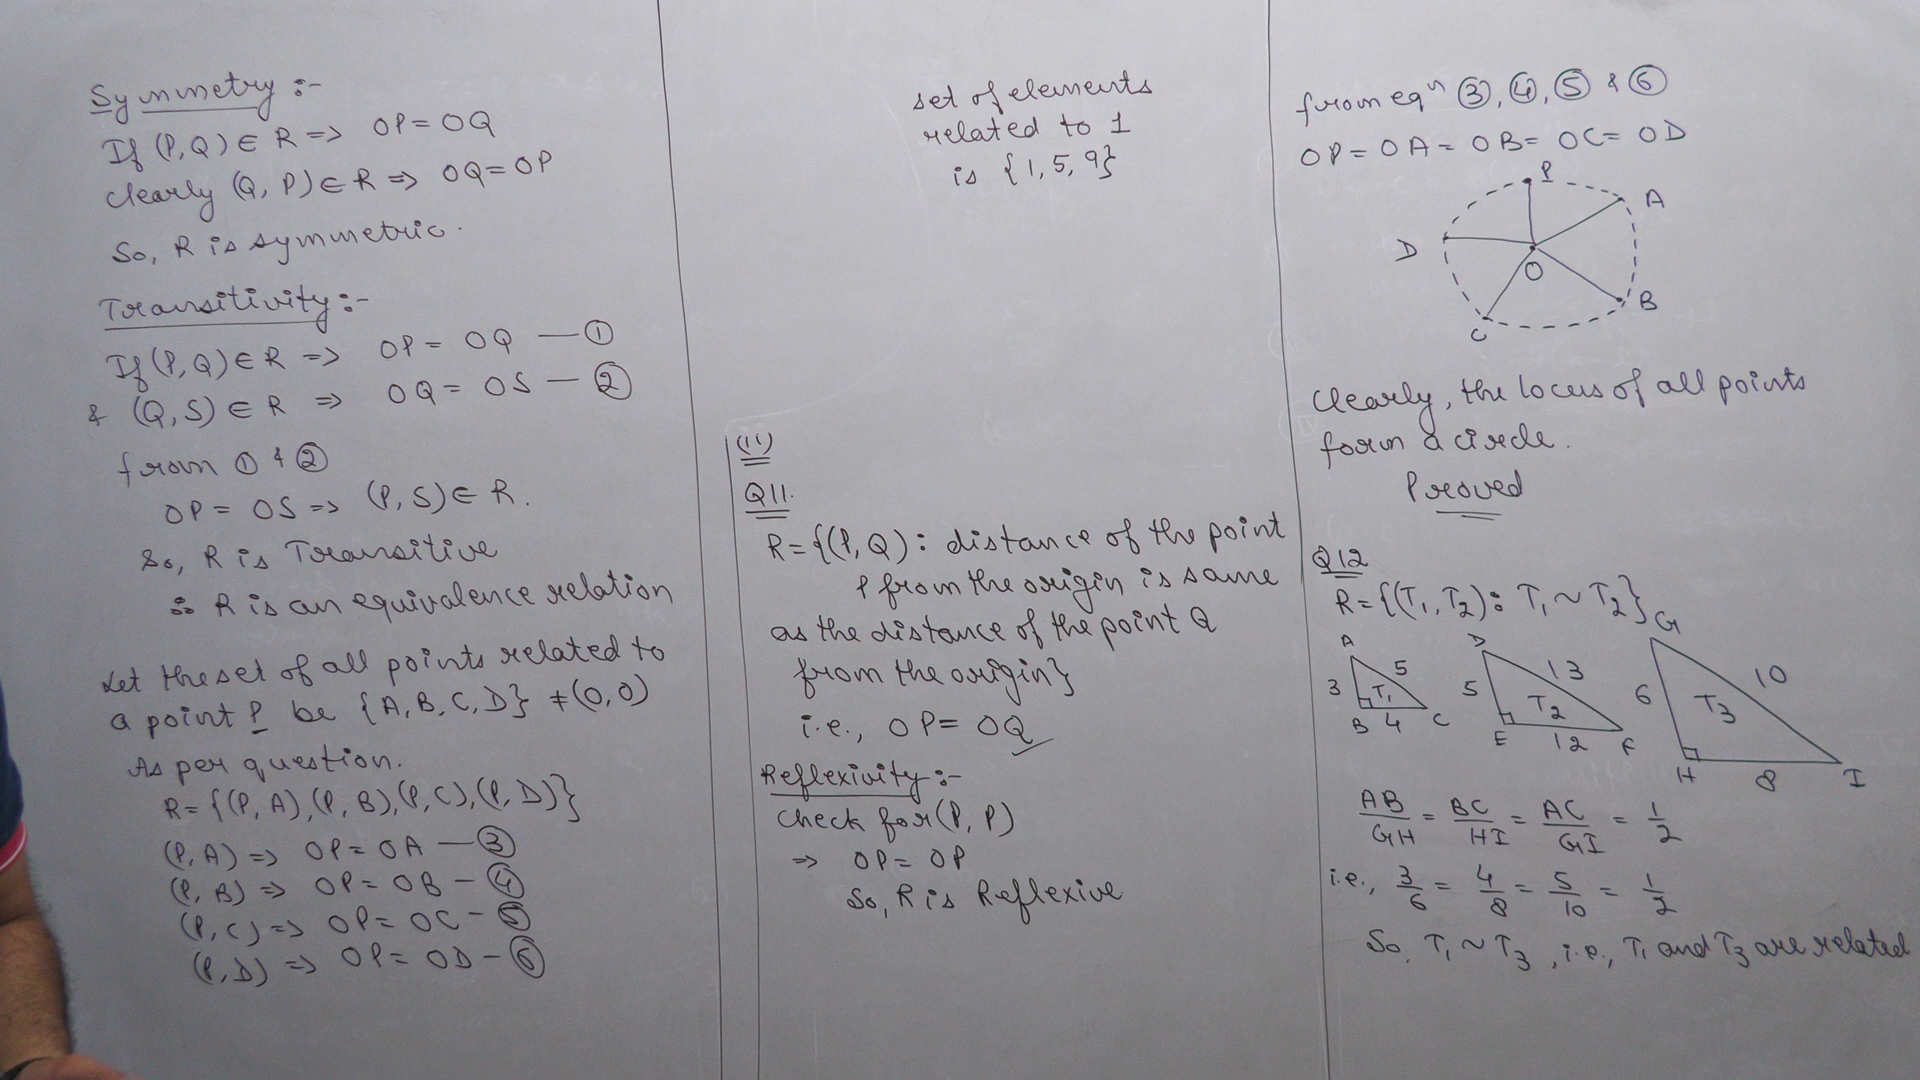 Symmetry :-
If (P,Q) ∈ R => OP = OQ
Clearly (Q, P) ∈ R => OQ = OP
So, R is symmetric.
Transitivity :-
If (P,Q) ∈ R => OP = OQ — ①
& (Q,S) ∈ R => OQ = OS — ②
from ① & ②
OP = OS => (P,S) ∈ R.
So, R is Transitive
∴ R is an equivalence relation
Let the set of all points related to
a point P be {A,B,C,D} ≠ (0,0)
As per question.
R = {(P,A),(P,B),(P,C),(P,D)}
(P,A) => OP = OA — ③
(P,B) => OP = OB — ④
(P,C) => OP = OC — ⑤
(P,D) => OP = OD — ⑥
set of elements
related to 1
is {1,5,9}
(11)
Q11.
R = {(P,Q) : distance of the point
P from the origin is same
as the distance of the point Q
from the origin}
i.e., OP = OQ
Reflexivity :-
Check for (P,P)
=> OP = OP
So, R is Reflexive
from eqⁿ ③, ④, ⑤ & ⑥
OP = OA = OB = OC = OD
P
A
D
O
B
C
Clearly, the locus of all points
form a circle.
Proved
Q12
R = {(T₁,T₂) : T₁ ~ T₂}
A D G
5 13 10
3 T₁ 5 T₂ 6 T₃
B 4 C E 12 F H 8 I
AB/GH = BC/HI = AC/GI = 1/2
i.e., 3/6 = 4/8 = 5/10 = 1/2
So, T₁ ~ T₃, i.e., T₁ and T₃ are related